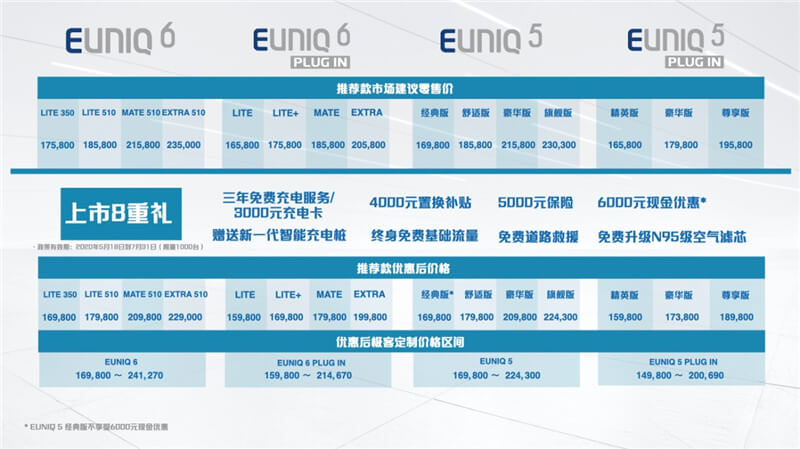 EUNIQ 6
EUNIQ 6 PLUG IN
EUNIQ 5
EUNIQ 5 PLUG IN
推荐款市场建议零售价
LITE 350 LITE 510 MATE 510 EXTRA 510
175,800 185,800 215,800 235,000
LITE LITE+ MATE EXTRA
165,800 175,800 185,800 205,800
经典版 舒适版 豪华版 旗舰版
169,800 185,800 215,800 230,300
精英版 豪华版 尊享版
165,800 179,800 195,800
上市8重礼
三年免费充电服务/
3000元充电卡
4000元置换补贴
5000元保险
6000元现金优惠*
赠送新一代智能充电桩
终身免费基础流量
免费道路救援
免费升级N95级空气滤芯
· 政策有效期：2020年5月18日到7月31日（限量1000台）
推荐款优惠后价格
LITE 350 LITE 510 MATE 510 EXTRA 510
169,800 179,800 209,800 229,000
LITE LITE+ MATE EXTRA
159,800 169,800 179,800 199,800
经典版* 舒适版 豪华版 旗舰版
169,800 179,800 209,800 224,300
精英版 豪华版 尊享版
159,800 173,800 189,800
优惠后极客定制价格区间
EUNIQ 6
169,800 ～ 241,270
EUNIQ 6 PLUG IN
159,800 ～ 214,670
EUNIQ 5
169,800 ～ 224,300
EUNIQ 5 PLUG IN
149,800 ～ 200,690
* EUNIQ 5 经典版不享受6000元现金优惠